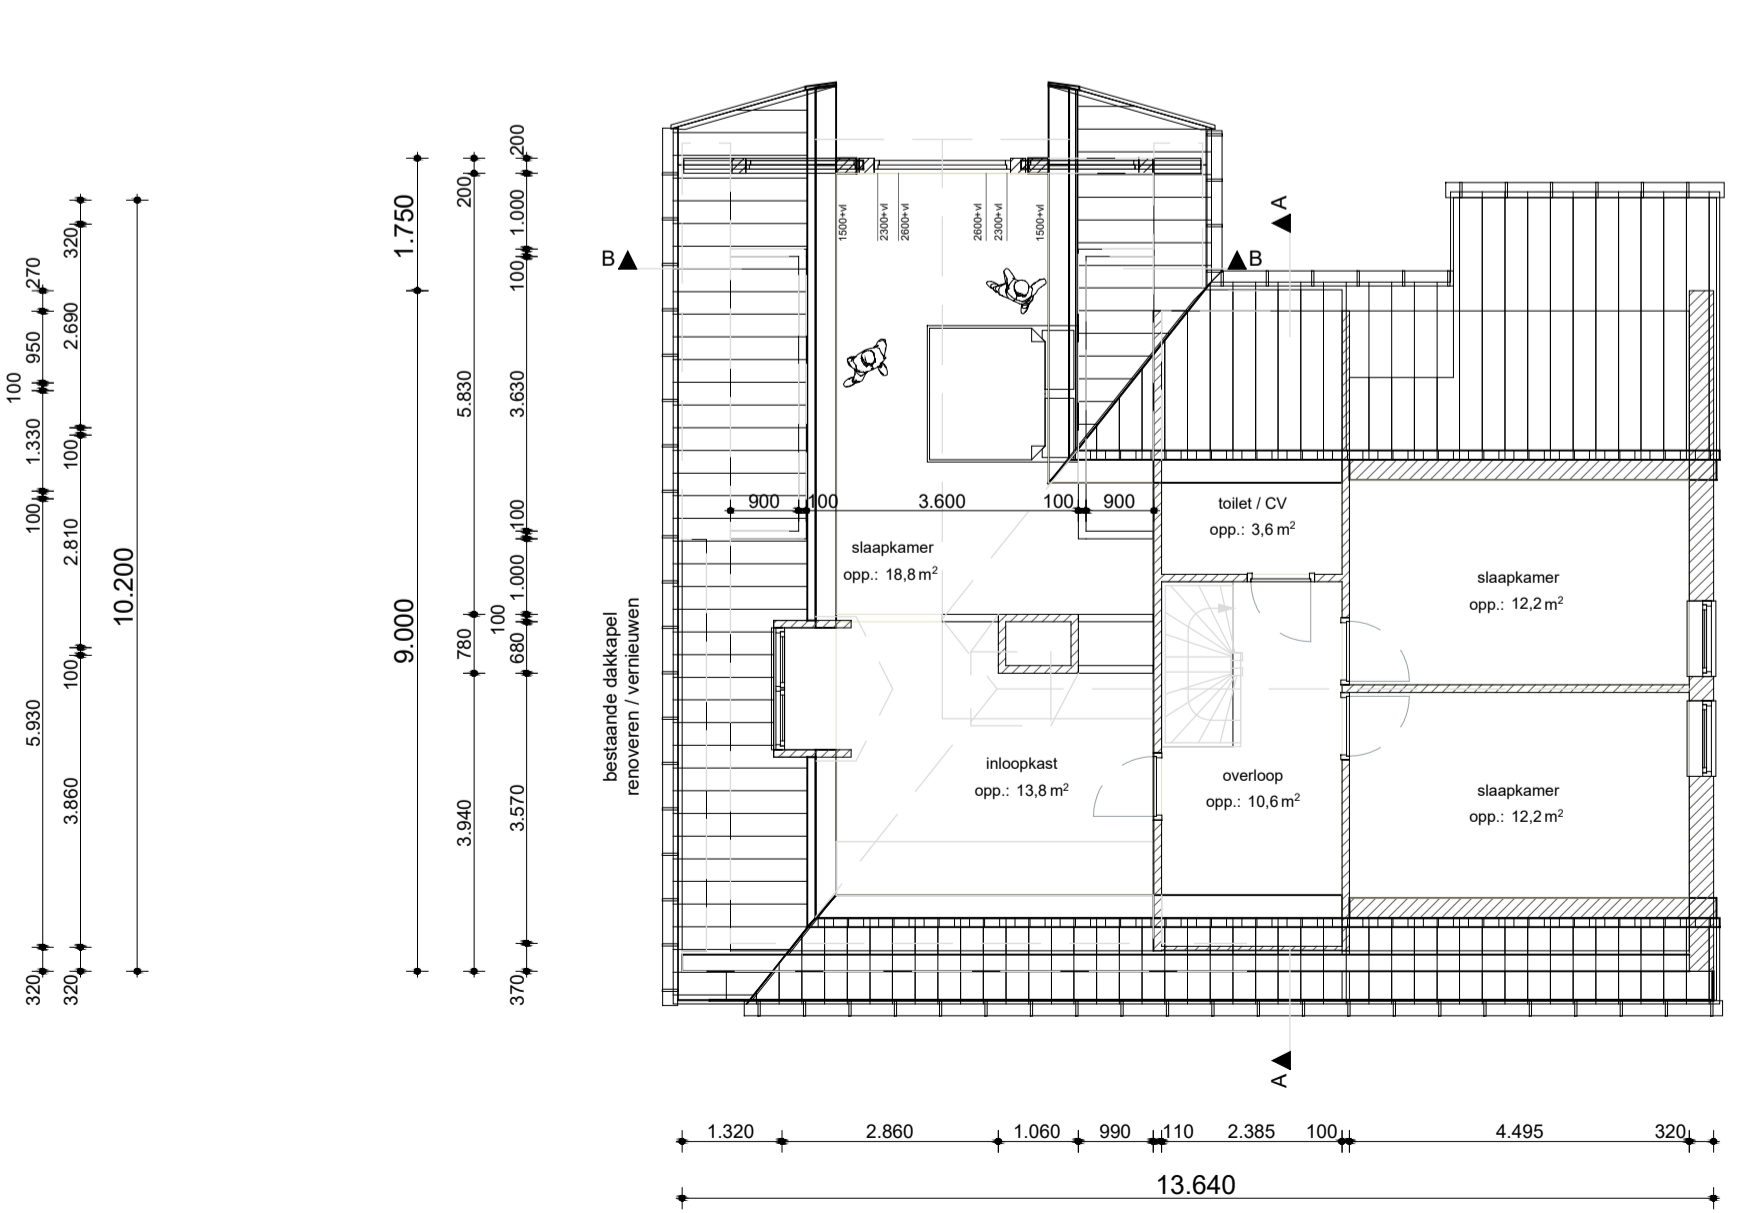 200
200
1.000
100
3.630
100
1.000
100
680
3.570
370
5.830
780
3.940
1.750
9.000
10.200
320
2.690
100
2.810
100
3.860
320
270
950
100
1.330
100
5.930
320
1500+vl
2300+vl
2600+vl
2600+vl
2300+vl
1500+vl
A
B
B
900
100
3.600
100
900
toilet / CV
opp.: 3,6 m²
slaapkamer
opp.: 18,8 m²
slaapkamer
opp.: 12,2 m²
bestaande dakkapel
renoveren / vernieuwen
inloopkast
opp.: 13,8 m²
overloop
opp.: 10,6 m²
slaapkamer
opp.: 12,2 m²
A
1.320
2.860
1.060
990
110
2.385
100
4.495
320
13.640